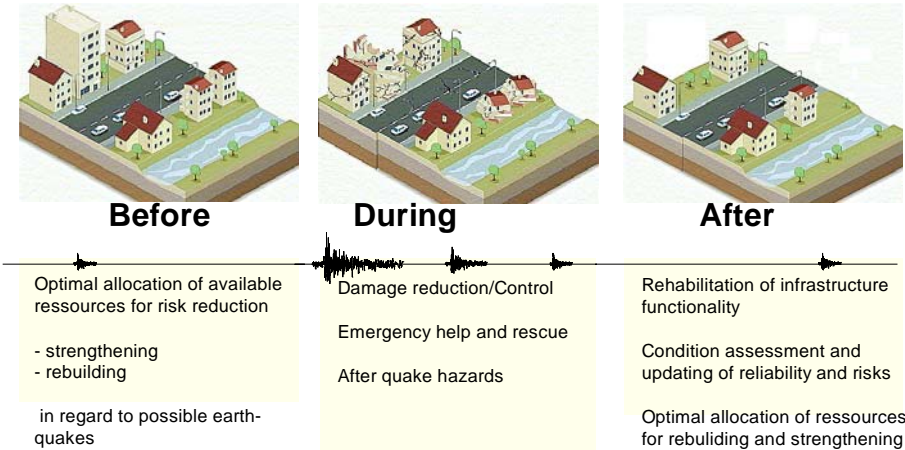 Before
During
After
Optimal allocation of available
ressources for risk reduction
- strengthening
- rebuilding
in regard to possible earth-
quakes
Damage reduction/Control
Emergency help and rescue
After quake hazards
Rehabilitation of infrastructure
functionality
Condition assessment and
updating of reliability and risks
Optimal allocation of ressources
for rebuliding and strengthening